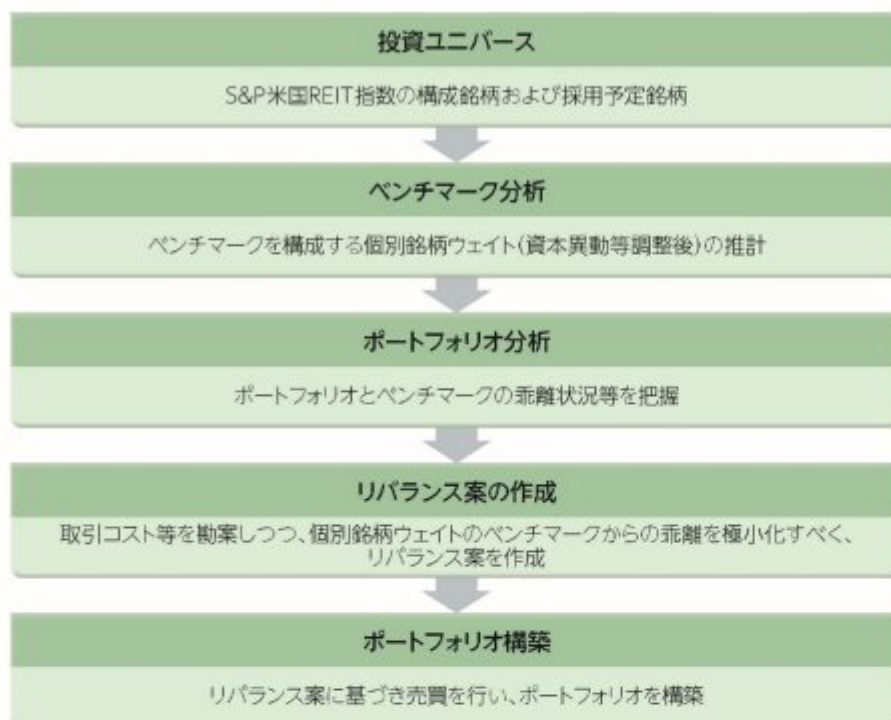 投資ユニバース
S&P米国REIT指数の構成銘柄および採用予定銘柄
ベンチマーク分析
ベンチマークを構成する個別銘柄ウェイト(資本異動等調整後)の推計
ポートフォリオ分析
ポートフォリオとベンチマークの乖離状況等を把握
リバランス案の作成
取引コスト等を勘案しつつ、個別銘柄ウェイトのベンチマークからの乖離を極小化すべく、
リバランス案を作成
ポートフォリオ構築
リバランス案に基づき売買を行い、ポートフォリオを構築